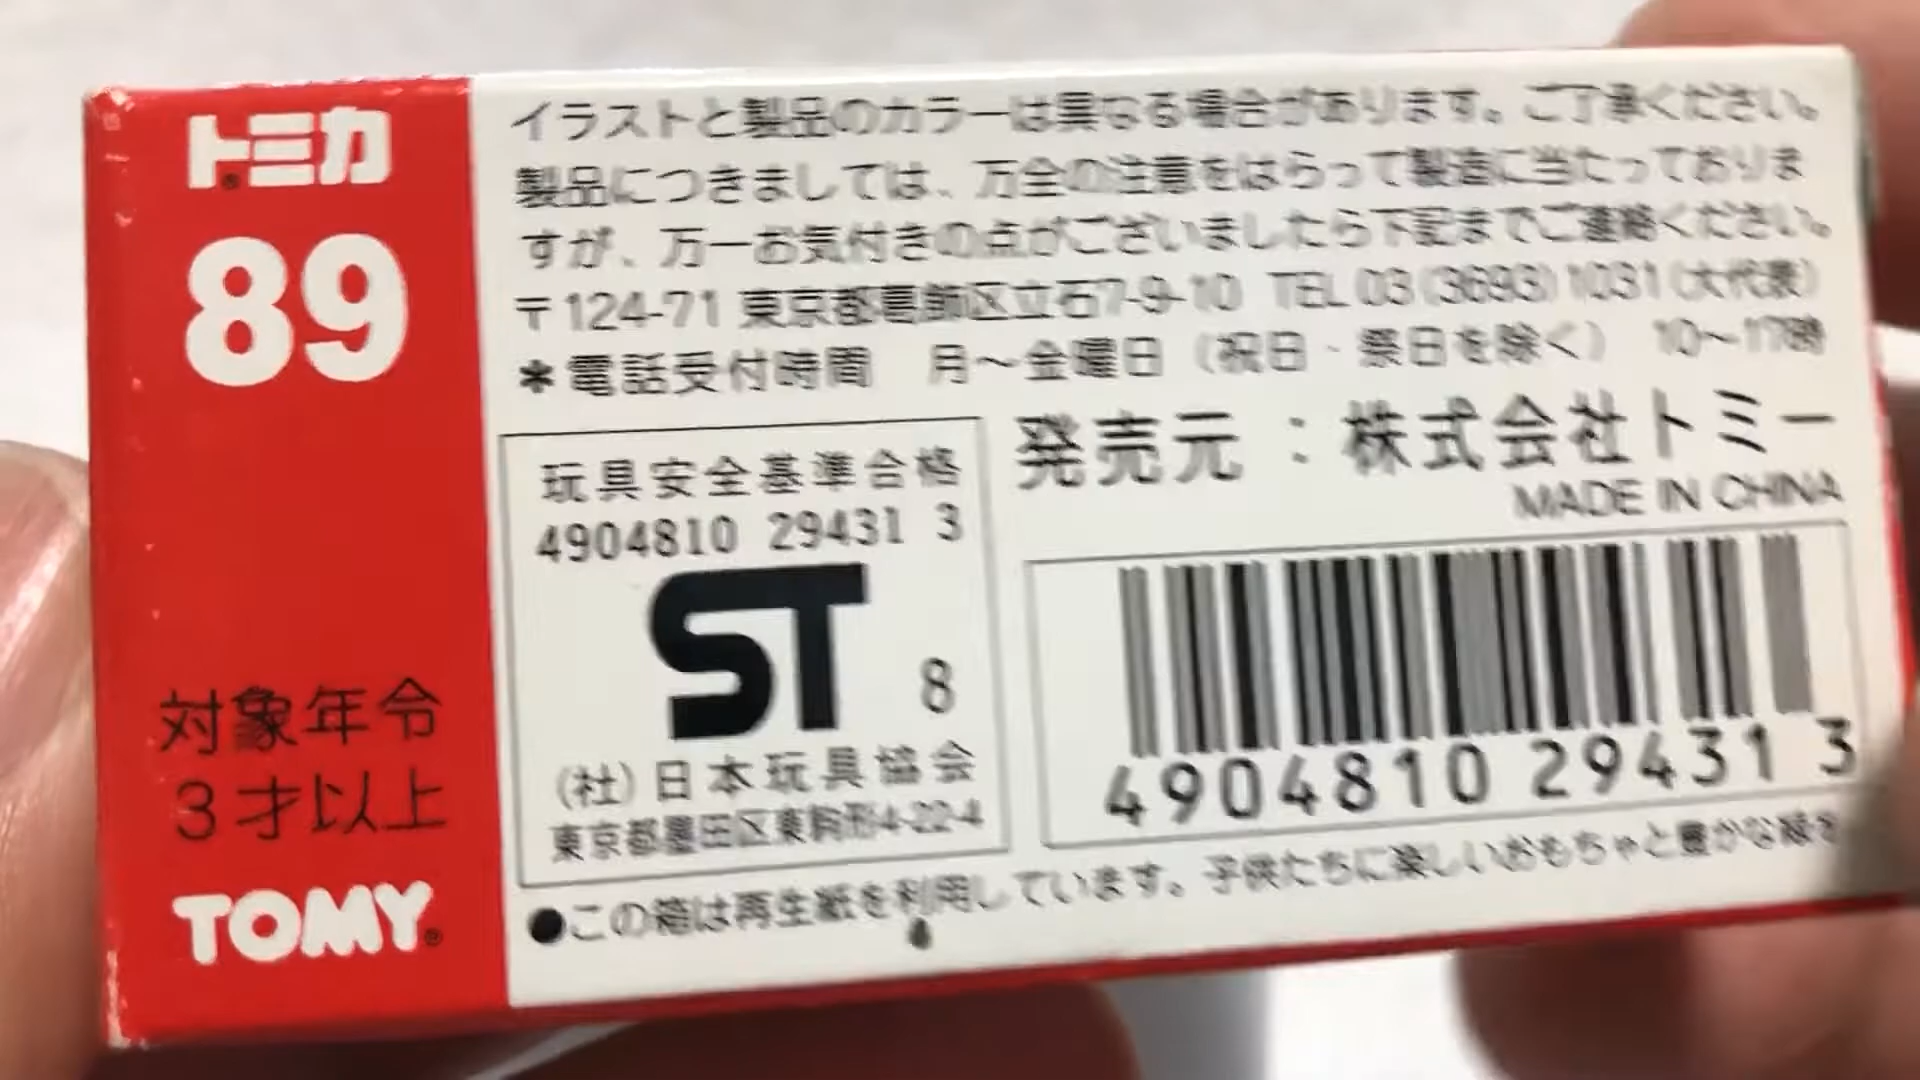 トミカ
89
対象年令
3才以上
TOMY
イラストと製品のカラーは異なる場合があります。ご了承ください。
製品につきましては、万全の注意をはらって製造に当たっておりま
すが、万一お気付きの点がございましたら下記までご連絡ください。
〒124-71 東京都葛飾区立石7-9-10 TEL 03(3693)1031(大代表)
*電話受付時間 月〜金曜日(祝日・祭日を除く) 10〜17時
玩具安全基準合格
4904810 29431 3
ST 8
(社)日本玩具協会
東京都墨田区東駒形4-22-4
発売元:株式会社トミー
MADE IN CHINA
4904810 294313
●この箱は再生紙を利用しています。子供たちに楽しいおもちゃと豊かな緑を